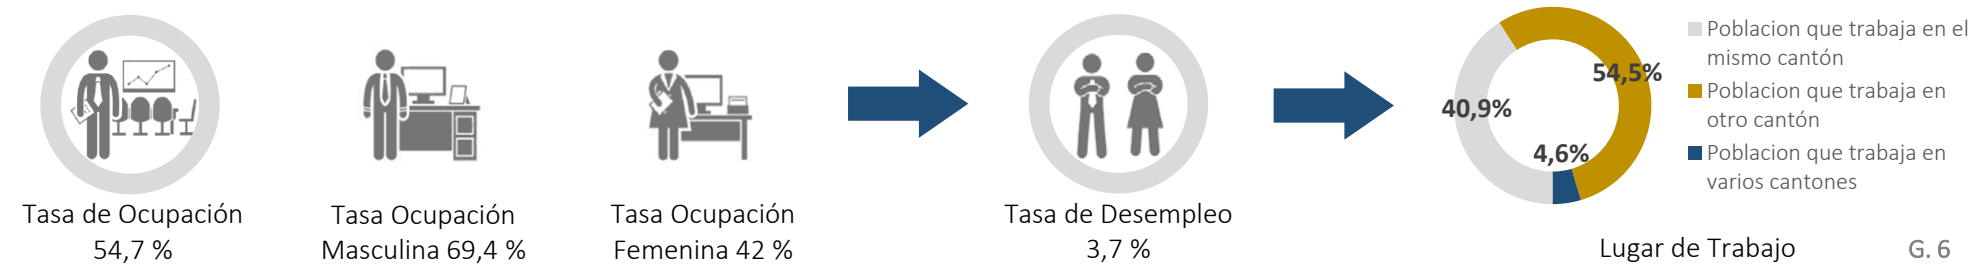 Tasa de Ocupación
54,7 %
Tasa Ocupación
Masculina 69,4 %
Tasa Ocupación
Femenina 42 %
Tasa de Desempleo
3,7 %
54,5%
40,9%
4,6%
Poblacion que trabaja en el
mismo cantón
Poblacion que trabaja en
otro cantón
Poblacion que trabaja en
varios cantones
Lugar de Trabajo
G. 6